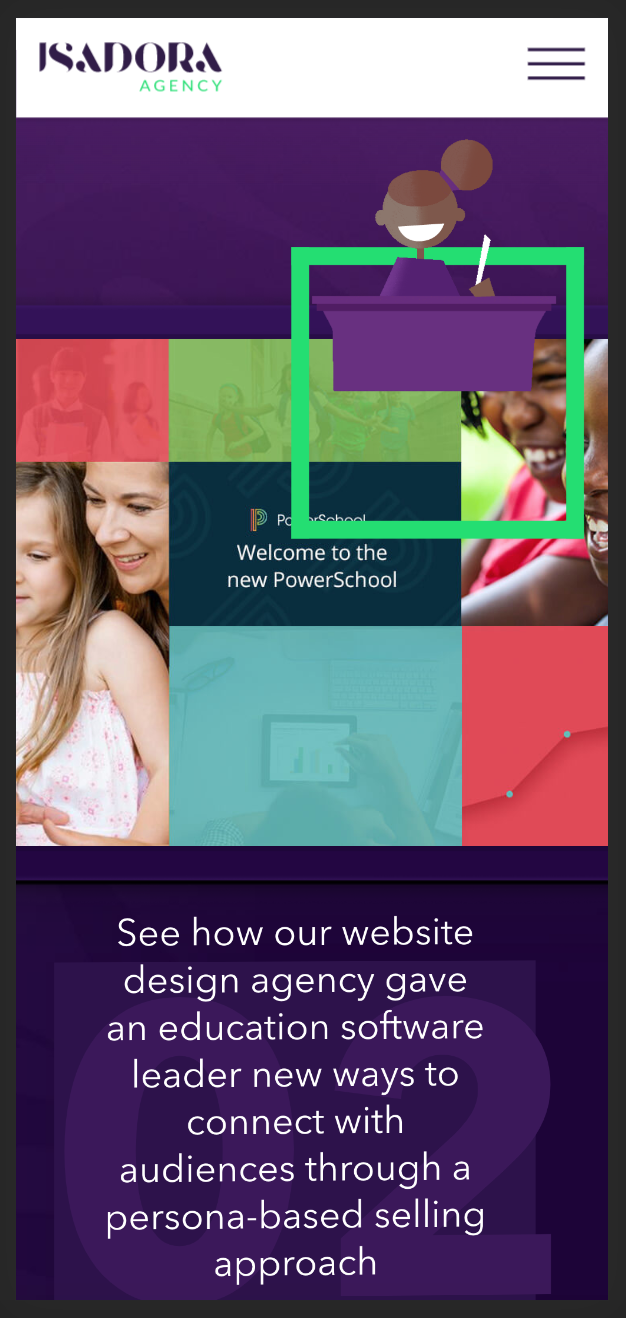 ISADORA
AGENCY
PowerSchool
Welcome to the
new PowerSchool
See how our website
design agency gave
an education software
leader new ways to
connect with
audiences through a
persona-based selling
approach
02